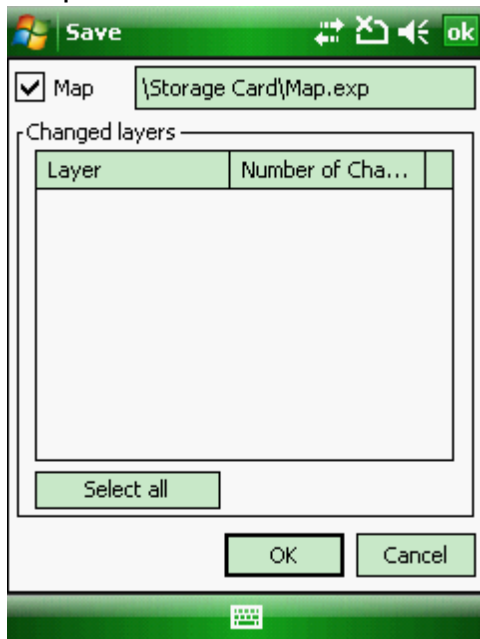 Save ok
Map \Storage Card\Map.exp
Changed layers
Layer Number of Cha...
Select all
OK Cancel